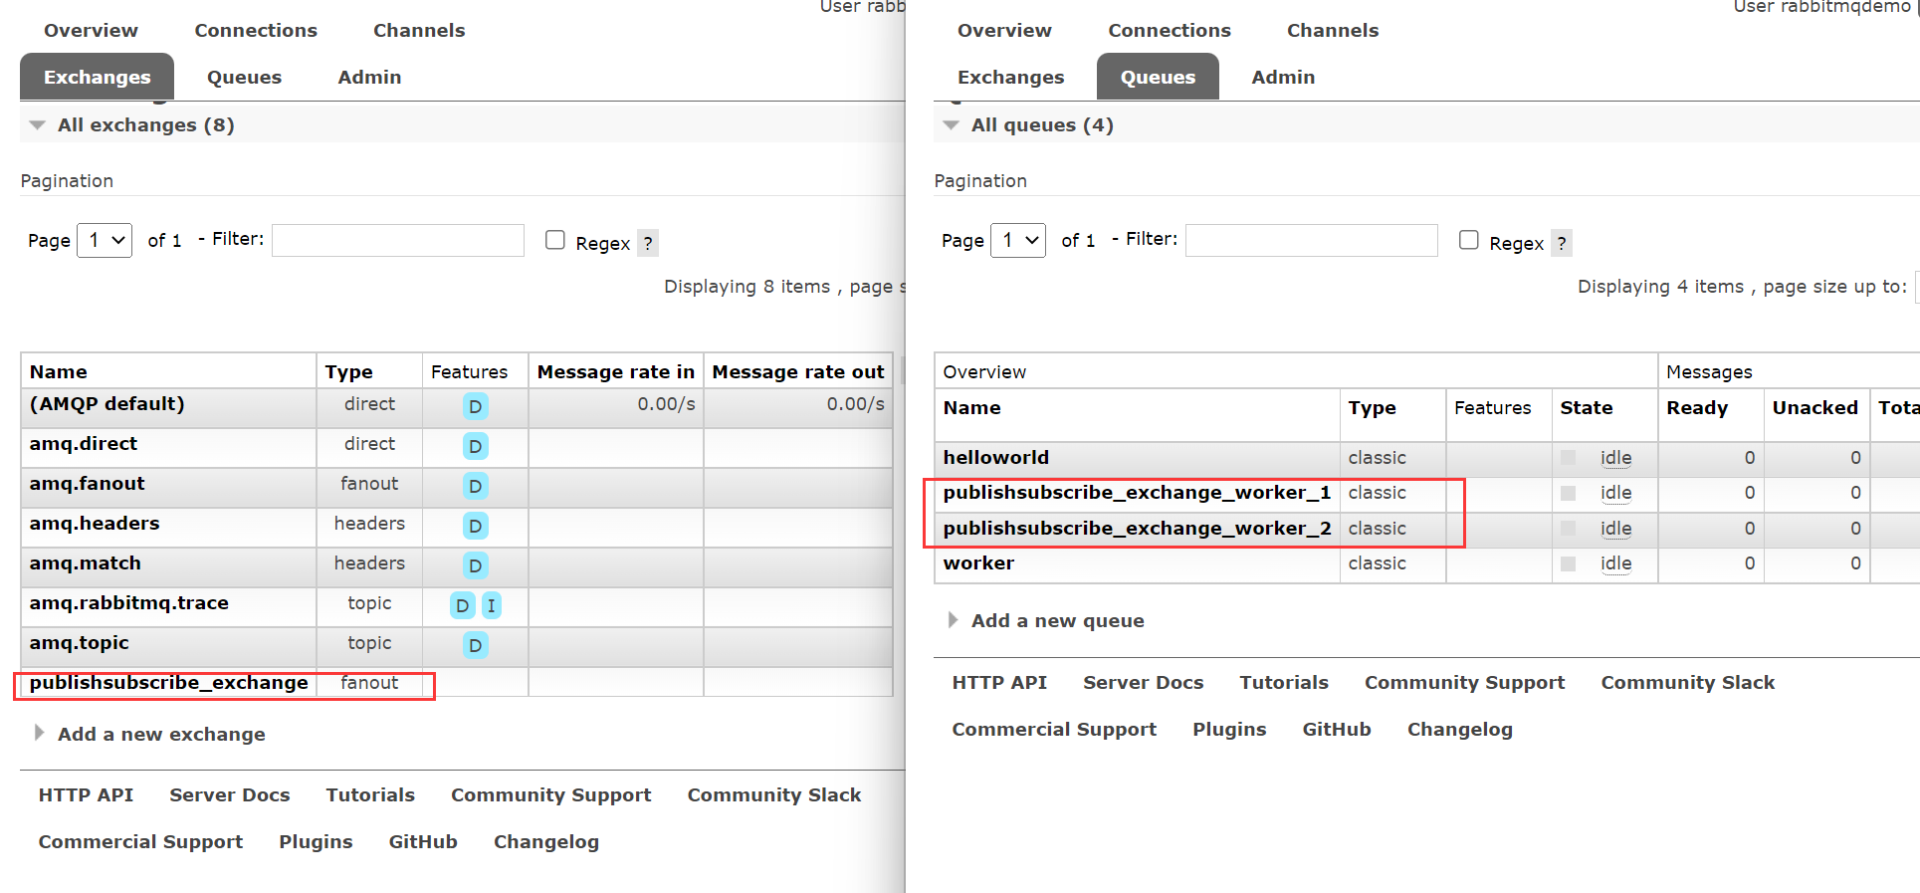 User rabb
Overview Connections Channels
Exchanges Queues Admin
All exchanges (8)
Pagination
Page 1 of 1 - Filter: Regex ?
Displaying 8 items , page s
Name Type Features Message rate in Message rate out
(AMQP default) direct D 0.00/s 0.00/s
amq.direct direct D
amq.fanout fanout D
amq.headers headers D
amq.match headers D
amq.rabbitmq.trace topic D I
amq.topic topic D
publishsubscribe_exchange fanout
Add a new exchange
HTTP API Server Docs Tutorials Community Support Community Slack
Commercial Support Plugins GitHub Changelog
User rabbitmqdemo
Overview Connections Channels
Exchanges Queues Admin
All queues (4)
Pagination
Page 1 of 1 - Filter: Regex ?
Displaying 4 items , page size up to:
Overview Messages
Name Type Features State Ready Unacked Tota
helloworld classic idle 0 0
publishsubscribe_exchange_worker_1 classic idle 0 0
publishsubscribe_exchange_worker_2 classic idle 0 0
worker classic idle 0 0
Add a new queue
HTTP API Server Docs Tutorials Community Support Community Slack
Commercial Support Plugins GitHub Changelog